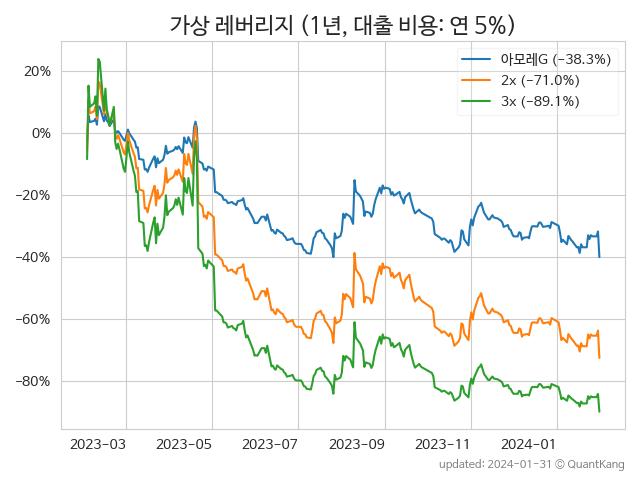 가상 레버리지 (1년, 대출 비용: 연 5%)
아모레G (−38.3%)
2x (−71.0%)
3x (−89.1%)
20%
0%
−20%
−40%
−60%
−80%
2023-03 2023-05 2023-07 2023-09 2023-11 2024-01
updated: 2024-01-31 © QuantKang